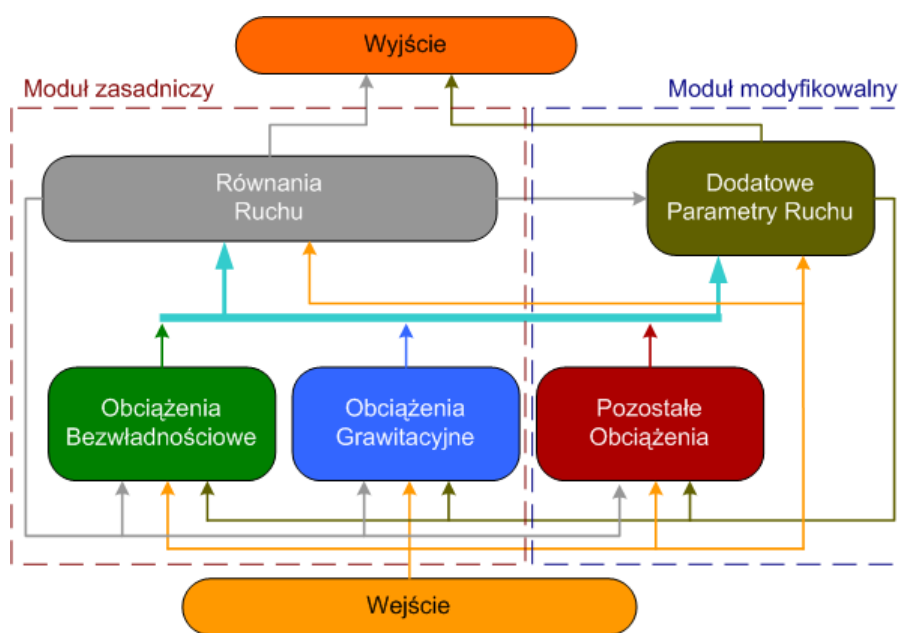 Wyjście
Moduł zasadniczy
Moduł modyfikowalny
Równania
Ruchu
Dodatowe
Parametry Ruchu
Obciążenia
Bezwładnościowe
Obciążenia
Grawitacyjne
Pozostałe
Obciążenia
Wejście